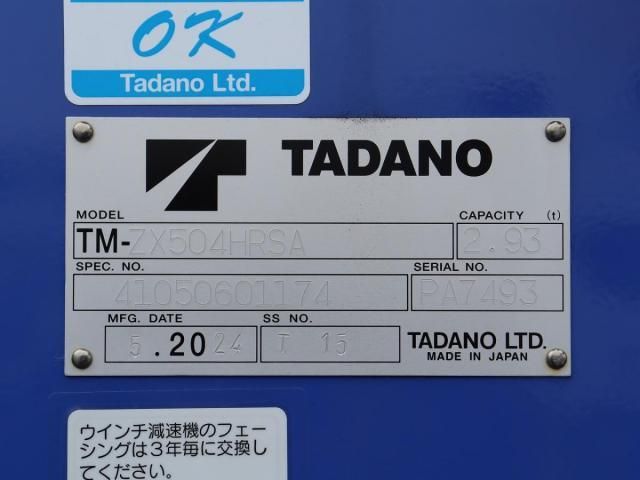 OK
Tadano Ltd.
TADANO
MODEL CAPACITY (t)
TM-ZX504HRSA 2.93
SPEC. NO. SERIAL NO.
41050601174 PA7493
MFG. DATE SS NO.
5 .20 24 T 15 TADANO LTD.
MADE IN JAPAN
ウインチ減速機のフェー
シングは3年毎に交換し
てください。